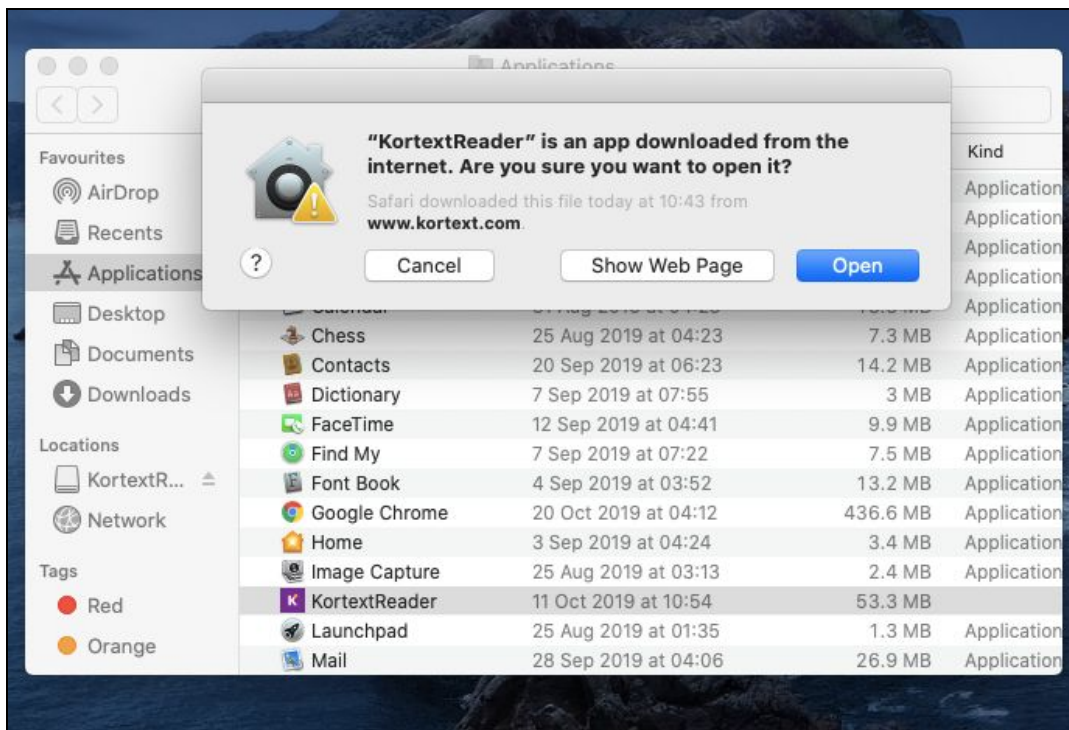 Applications
“KortextReader” is an app downloaded from the
internet. Are you sure you want to open it?
Safari downloaded this file today at 10:43 from
www.kortext.com.
?
Cancel
Show Web Page
Open
Favourites
AirDrop
Recents
Applications
Desktop
Documents
Downloads
Locations
KortextR...
Network
Tags
Red
Orange
Kind
Application
Application
Application
Application
Application
Chess 25 Aug 2019 at 04:23 7.3 MB Application
Contacts 20 Sep 2019 at 06:23 14.2 MB Application
Dictionary 7 Sep 2019 at 07:55 3 MB Application
FaceTime 12 Sep 2019 at 04:41 9.9 MB Application
Find My 7 Sep 2019 at 07:22 7.5 MB Application
Font Book 4 Sep 2019 at 03:52 13.2 MB Application
Google Chrome 20 Oct 2019 at 04:12 436.6 MB Application
Home 3 Sep 2019 at 04:24 3.4 MB Application
Image Capture 25 Aug 2019 at 03:13 2.4 MB Application
K KortextReader 11 Oct 2019 at 10:54 53.3 MB
Launchpad 25 Aug 2019 at 01:35 1.3 MB Application
Mail 28 Sep 2019 at 04:06 26.9 MB Application